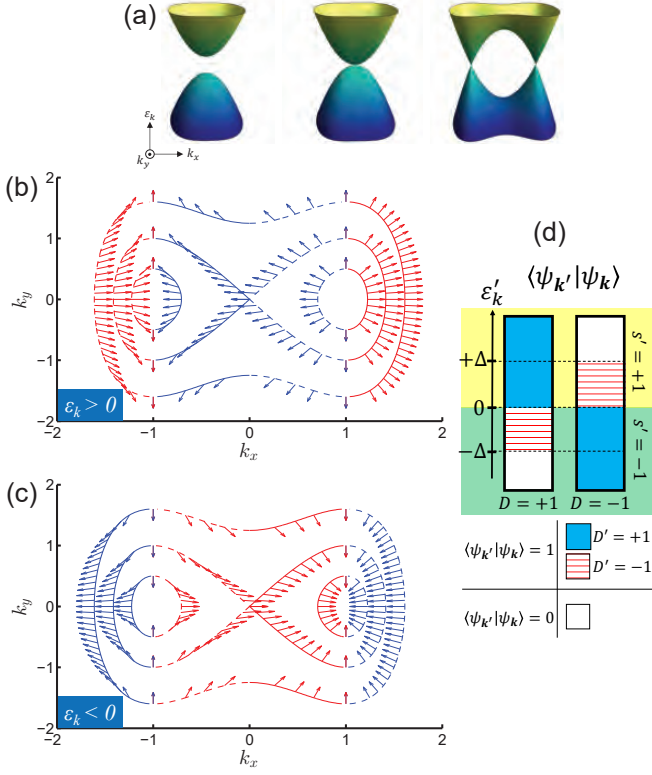 (a)
ε_k
k_y
k_x
(b)
2
1
k_y
0
−1
−2
ε_k > 0
−2
−1
0
1
2
k_x
(c)
2
1
k_y
0
−1
−2
ε_k < 0
−2
−1
0
1
2
k_x
(d)
ε′_k
⟨ψ_k′|ψ_k⟩
+Δ
0
−Δ
s′ = +1
s′ = −1
D = +1
D = −1
⟨ψ_k′|ψ_k⟩ = 1
D′ = +1
D′ = −1
⟨ψ_k′|ψ_k⟩ = 0